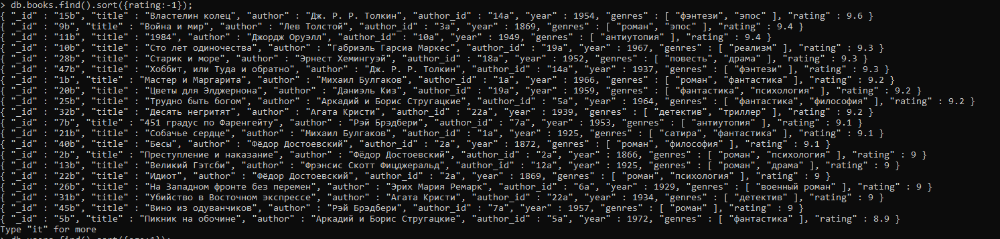 > db.books.find().sort({rating:-1});
{ "_id" : "15b", "title" : "Властелин колец", "author" : "Дж. Р. Р. Толкин", "author_id" : "14a", "year" : 1954, "genres" : [ "фэнтези", "эпос" ], "rating" : 9.6 }
{ "_id" : "9b", "title" : "Война и мир", "author" : "Лев Толстой", "author_id" : "3a", "year" : 1869, "genres" : [ "роман", "эпос" ], "rating" : 9.4 }
{ "_id" : "11b", "title" : "1984", "author" : "Джордж Оруэлл", "author_id" : "10a", "year" : 1949, "genres" : [ "антиутопия" ], "rating" : 9.4 }
{ "_id" : "10b", "title" : "Сто лет одиночества", "author" : "Габриэль Гарсиа Маркес", "author_id" : "19a", "year" : 1967, "genres" : [ "реализм" ], "rating" : 9.3 }
{ "_id" : "28b", "title" : "Старик и море", "author" : "Эрнест Хемингуэй", "author_id" : "18a", "year" : 1952, "genres" : [ "повесть", "драма" ], "rating" : 9.3 }
{ "_id" : "47b", "title" : "Хоббит, или Туда и обратно", "author" : "Дж. Р. Р. Толкин", "author_id" : "14a", "year" : 1937, "genres" : [ "фэнтези" ], "rating" : 9.3 }
{ "_id" : "1b", "title" : "Мастер и Маргарита", "author" : "Михаил Булгаков", "author_id" : "1a", "year" : 1966, "genres" : [ "роман", "фантастика" ], "rating" : 9.2 }
{ "_id" : "20b", "title" : "Цветы для Элджернона", "author" : "Даниэль Киз", "author_id" : "19a", "year" : 1959, "genres" : [ "фантастика", "психология" ], "rating" : 9.2 }
{ "_id" : "25b", "title" : "Трудно быть богом", "author" : "Аркадий и Борис Стругацкие", "author_id" : "5a", "year" : 1964, "genres" : [ "фантастика", "философия" ], "rating" : 9.2 }
{ "_id" : "32b", "title" : "Десять негритят", "author" : "Агата Кристи", "author_id" : "22a", "year" : 1939, "genres" : [ "детектив", "триллер" ], "rating" : 9.2 }
{ "_id" : "7b", "title" : "451 градус по Фаренгейту", "author" : "Рэй Брэдбери", "author_id" : "7a", "year" : 1953, "genres" : [ "антиутопия" ], "rating" : 9.1 }
{ "_id" : "21b", "title" : "Собачье сердце", "author" : "Михаил Булгаков", "author_id" : "1a", "year" : 1925, "genres" : [ "сатира", "фантастика" ], "rating" : 9.1 }
{ "_id" : "40b", "title" : "Бесы", "author" : "Фёдор Достоевский", "author_id" : "2a", "year" : 1872, "genres" : [ "роман", "философия" ], "rating" : 9.1 }
{ "_id" : "2b", "title" : "Преступление и наказание", "author" : "Фёдор Достоевский", "author_id" : "2a", "year" : 1866, "genres" : [ "роман", "психология" ], "rating" : 9 }
{ "_id" : "13b", "title" : "Великий Гэтсби", "author" : "Фрэнсис Скотт Фицджеральд", "author_id" : "12a", "year" : 1925, "genres" : [ "роман", "драма" ], "rating" : 9 }
{ "_id" : "22b", "title" : "Идиот", "author" : "Фёдор Достоевский", "author_id" : "2a", "year" : 1869, "genres" : [ "роман", "психология" ], "rating" : 9 }
{ "_id" : "26b", "title" : "На Западном фронте без перемен", "author" : "Эрих Мария Ремарк", "author_id" : "6a", "year" : 1929, "genres" : [ "военный роман" ], "rating" : 9 }
{ "_id" : "31b", "title" : "Убийство в Восточном экспрессе", "author" : "Агата Кристи", "author_id" : "22a", "year" : 1934, "genres" : [ "детектив" ], "rating" : 9 }
{ "_id" : "45b", "title" : "Вино из одуванчиков", "author" : "Рэй Брэдбери", "author_id" : "7a", "year" : 1957, "genres" : [ "роман" ], "rating" : 9 }
{ "_id" : "5b", "title" : "Пикник на обочине", "author" : "Аркадий и Борис Стругацкие", "author_id" : "5a", "year" : 1972, "genres" : [ "фантастика" ], "rating" : 8.9 }
Type "it" for more